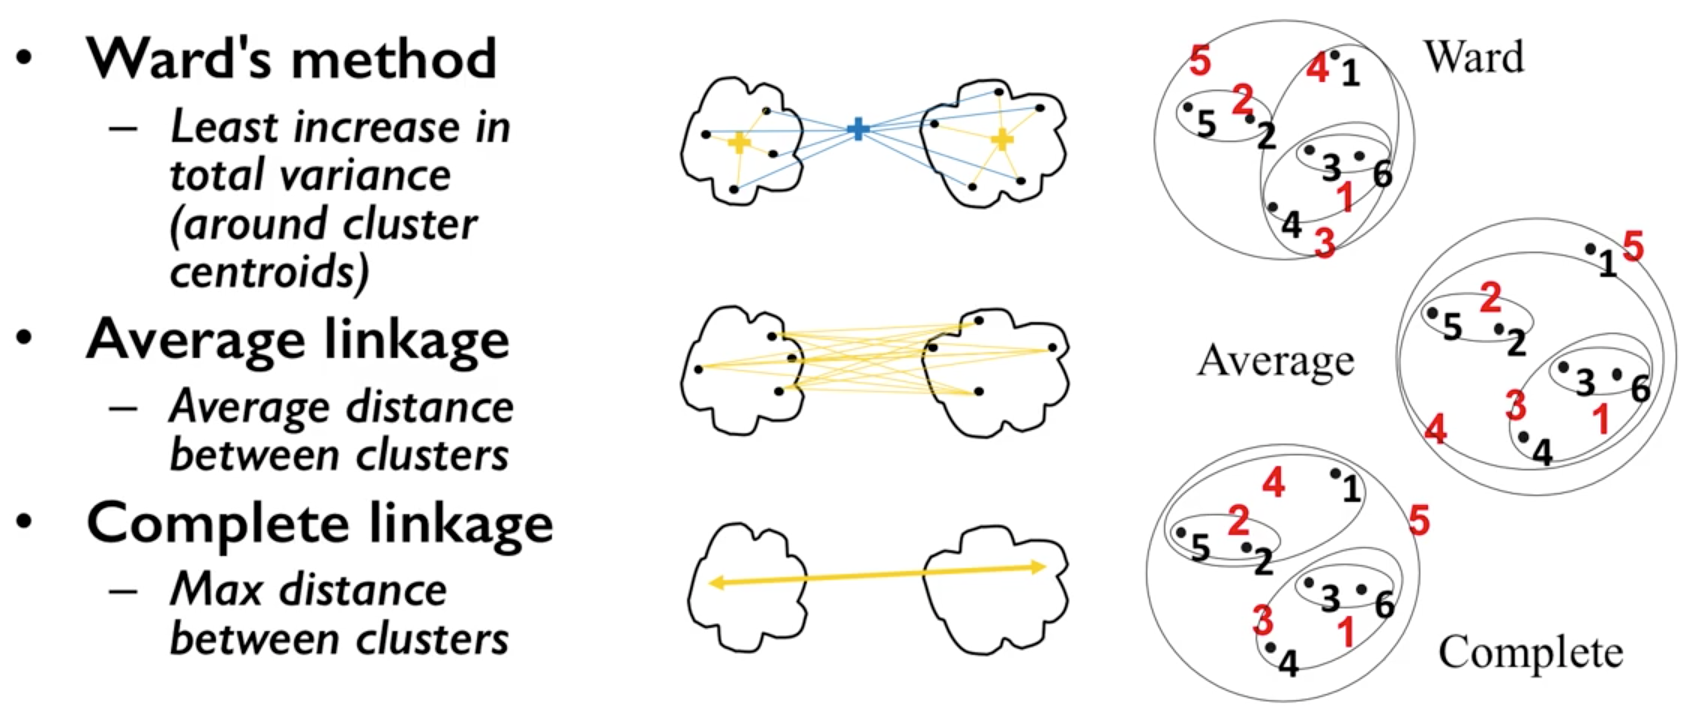 • Ward's method
– Least increase in
total variance
(around cluster
centroids)
• Average linkage
– Average distance
between clusters
• Complete linkage
– Max distance
between clusters
Ward
5
4
1
2
5
2
3
6
1
4
3
Average
1
5
2
5
2
3
6
3
1
4
4
Complete
4
1
2
5
5
2
3
6
3
1
4